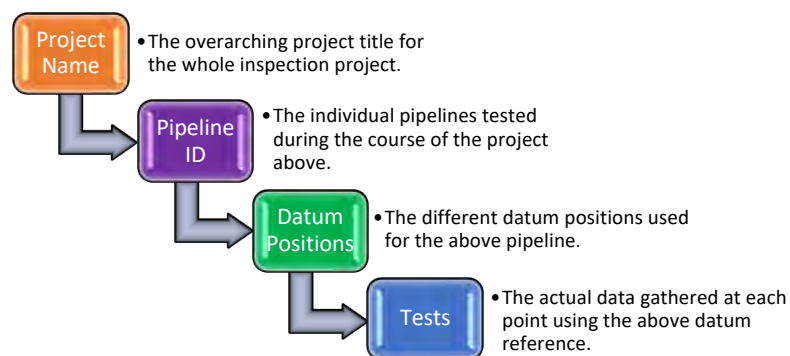 Project
Name
•The overarching project title for
the whole inspection project.
Pipeline
ID
•The individual pipelines tested
during the course of the project
above.
Datum
Positions
•The different datum positions used
for the above pipeline.
Tests
•The actual data gathered at each
point using the above datum
reference.